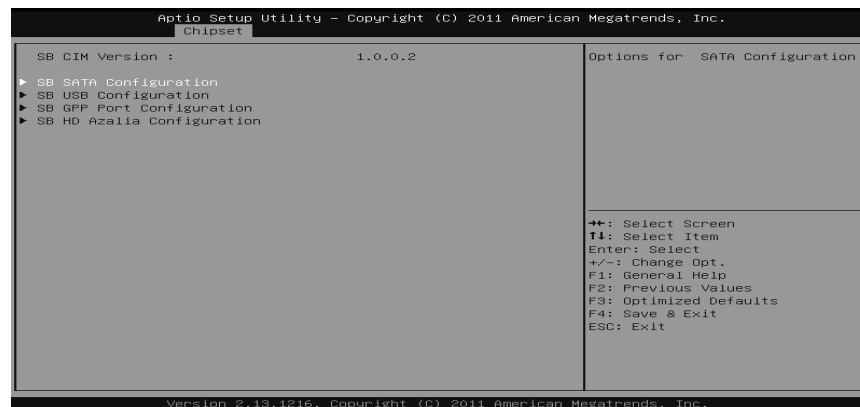 Aptio Setup Utility – Copyright (C) 2011 American Megatrends, Inc.
Chipset
SB CIM Version : 1.0.0.2
► SB SATA Configuration
► SB USB Configuration
► SB GPP Port Configuration
► SB HD Azalia Configuration
Options for SATA Configuration
→←: Select Screen
↑↓: Select Item
Enter: Select
+/-: Change Opt.
F1: General Help
F2: Previous Values
F3: Optimized Defaults
F4: Save & Exit
ESC: Exit
Version 2.13.1216. Copyright (C) 2011 American Megatrends, Inc.